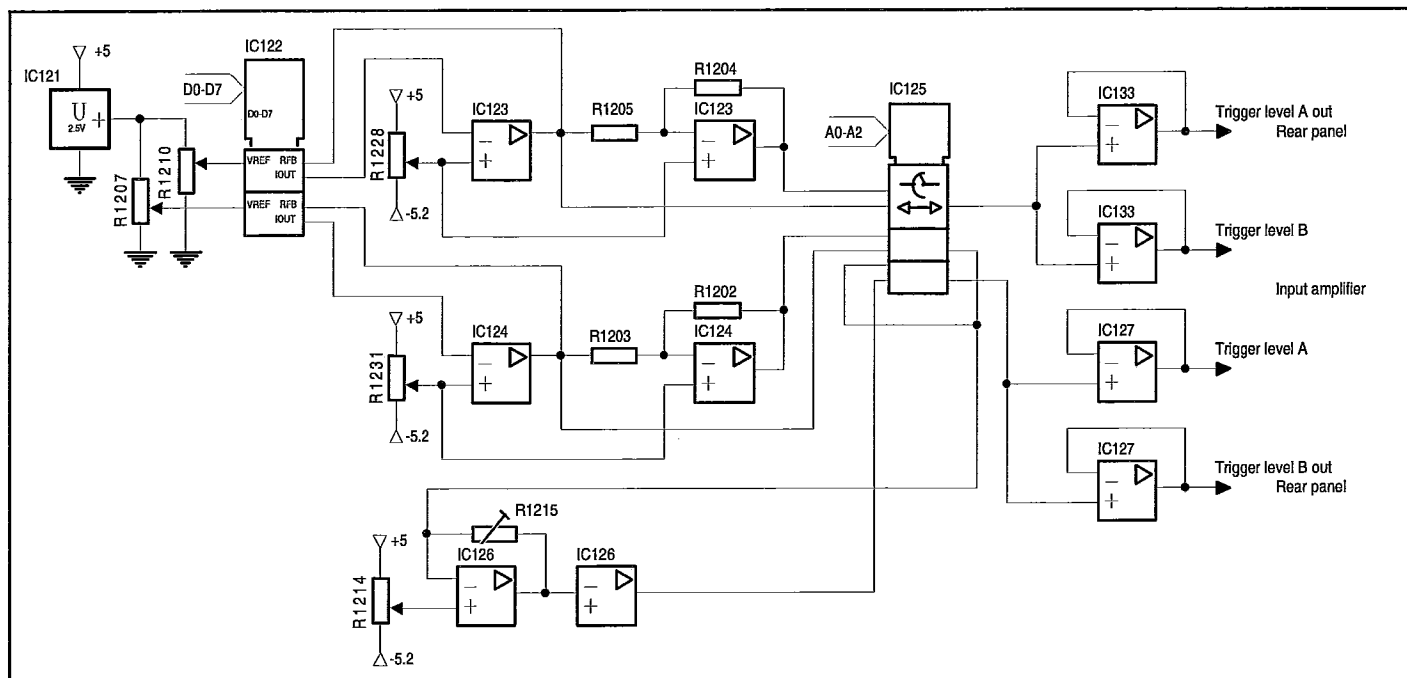 +5
IC121
U
2.5V
+
IC122
D0-D7
D0-D7
VREF RFB
IOUT
VREF RFB
IOUT
R1210
R1207
+5
R1228
-5.2
IC123
−
+
R1205
R1204
IC123
−
+
IC125
A0-A2
IC133
−
+
Trigger level A out
Rear panel
IC133
−
+
Trigger level B
Input amplifier
+5
R1231
-5.2
IC124
−
+
R1203
R1202
IC124
−
+
IC127
−
+
Trigger level A
IC127
−
+
Trigger level B out
Rear panel
+5
R1214
-5.2
R1215
IC126
−
+
IC126
−
+